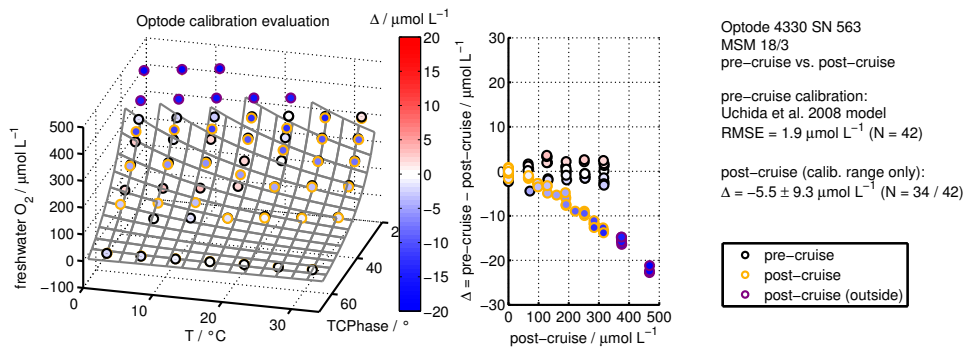 Optode calibration evaluation
Δ / μmol L−1
freshwater O2 / μmol L−1
500
400
300
200
100
0
−100
0
10
20
30
T / °C
2
40
60
TCPhase / °
20
15
10
5
0
−5
−10
−15
−20
Δ = pre−cruise − post−cruise / μmol L−1
30
20
10
0
−10
−20
−30
0
100
200
300
400
500
post−cruise / μmol L−1
Optode 4330 SN 563
MSM 18/3
pre−cruise vs. post−cruise
pre−cruise calibration:
Uchida et al. 2008 model
RMSE = 1.9 μmol L−1 (N = 42)
post−cruise (calib. range only):
Δ = −5.5 ± 9.3 μmol L−1 (N = 34 / 42)
pre−cruise
post−cruise
post−cruise (outside)